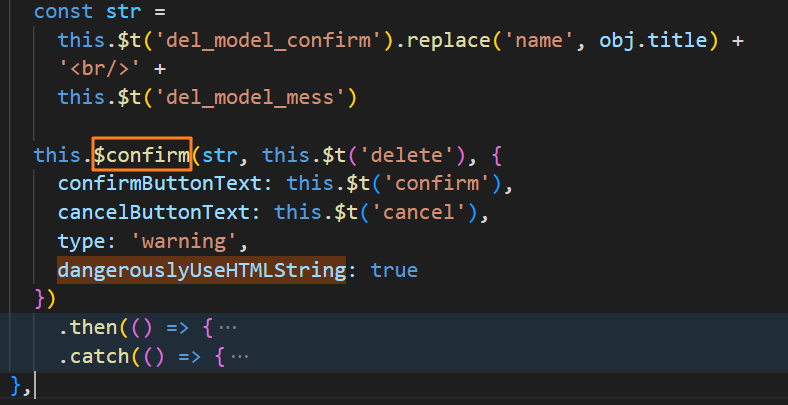 const str =
this.$t('del_model_confirm').replace('name', obj.title) +
'<br/>' +
this.$t('del_model_mess')
this.$confirm(str, this.$t('delete'), {
confirmButtonText: this.$t('confirm'),
cancelButtonText: this.$t('cancel'),
type: 'warning',
dangerouslyUseHTMLString: true
})
.then(() => {···
.catch(() => {···
},